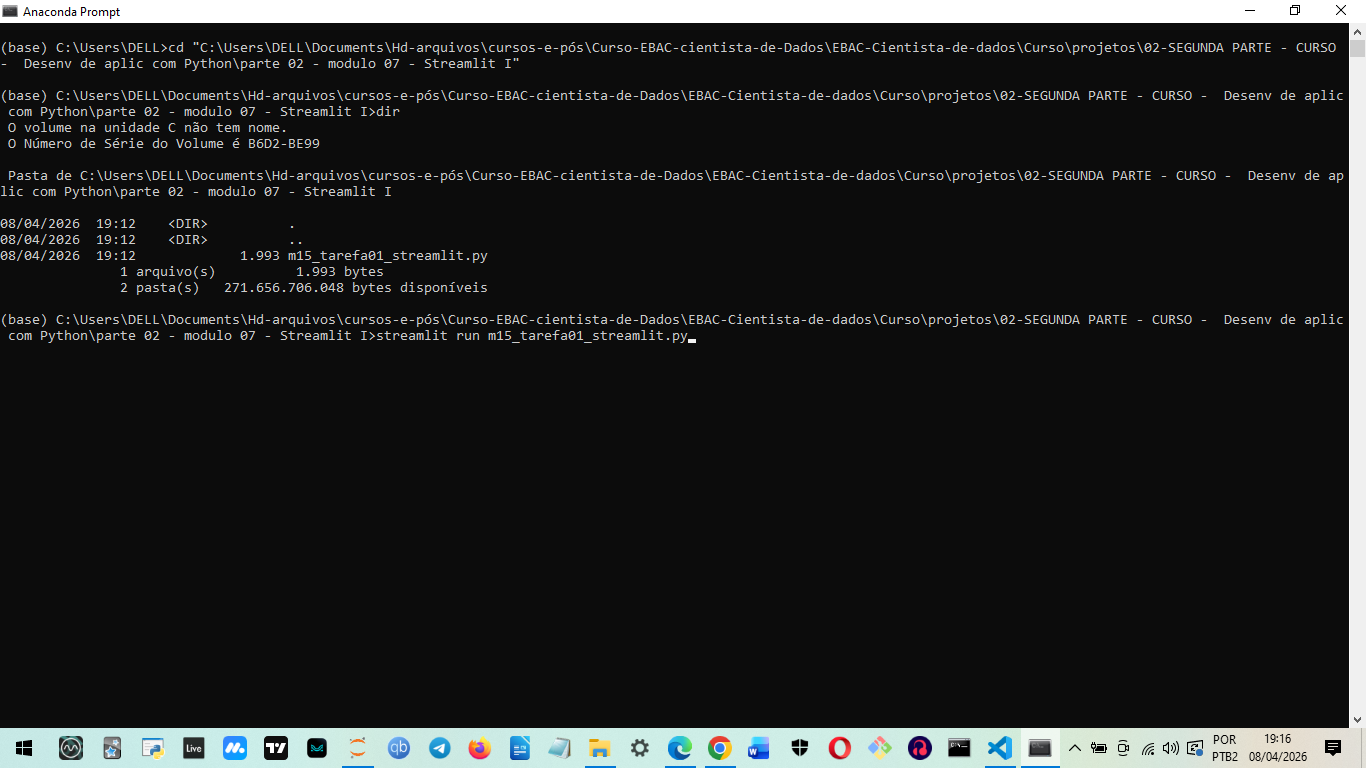 Anaconda Prompt
(base) C:\Users\DELL>cd "C:\Users\DELL\Documents\Hd-arquivos\cursos-e-pós\Curso-EBAC-cientista-de-Dados\EBAC-Cientista-de-dados\Curso\projetos\02-SEGUNDA PARTE - CURSO
-  Desenv de aplic com Python\parte 02 - modulo 07 - Streamlit I"
(base) C:\Users\DELL\Documents\Hd-arquivos\cursos-e-pós\Curso-EBAC-cientista-de-Dados\EBAC-Cientista-de-dados\Curso\projetos\02-SEGUNDA PARTE - CURSO -  Desenv de aplic
com Python\parte 02 - modulo 07 - Streamlit I>dir
O volume na unidade C não tem nome.
O Número de Série do Volume é B6D2-BE99
Pasta de C:\Users\DELL\Documents\Hd-arquivos\cursos-e-pós\Curso-EBAC-cientista-de-Dados\EBAC-Cientista-de-dados\Curso\projetos\02-SEGUNDA PARTE - CURSO -  Desenv de ap
lic com Python\parte 02 - modulo 07 - Streamlit I
08/04/2026  19:12    <DIR>          .
08/04/2026  19:12    <DIR>          ..
08/04/2026  19:12             1.993 m15_tarefa01_streamlit.py
1 arquivo(s)          1.993 bytes
2 pasta(s)   271.656.706.048 bytes disponíveis
(base) C:\Users\DELL\Documents\Hd-arquivos\cursos-e-pós\Curso-EBAC-cientista-de-Dados\EBAC-Cientista-de-dados\Curso\projetos\02-SEGUNDA PARTE - CURSO -  Desenv de aplic
com Python\parte 02 - modulo 07 - Streamlit I>streamlit run m15_tarefa01_streamlit.py
Live
qb
POR
PTB2
19:16
08/04/2026